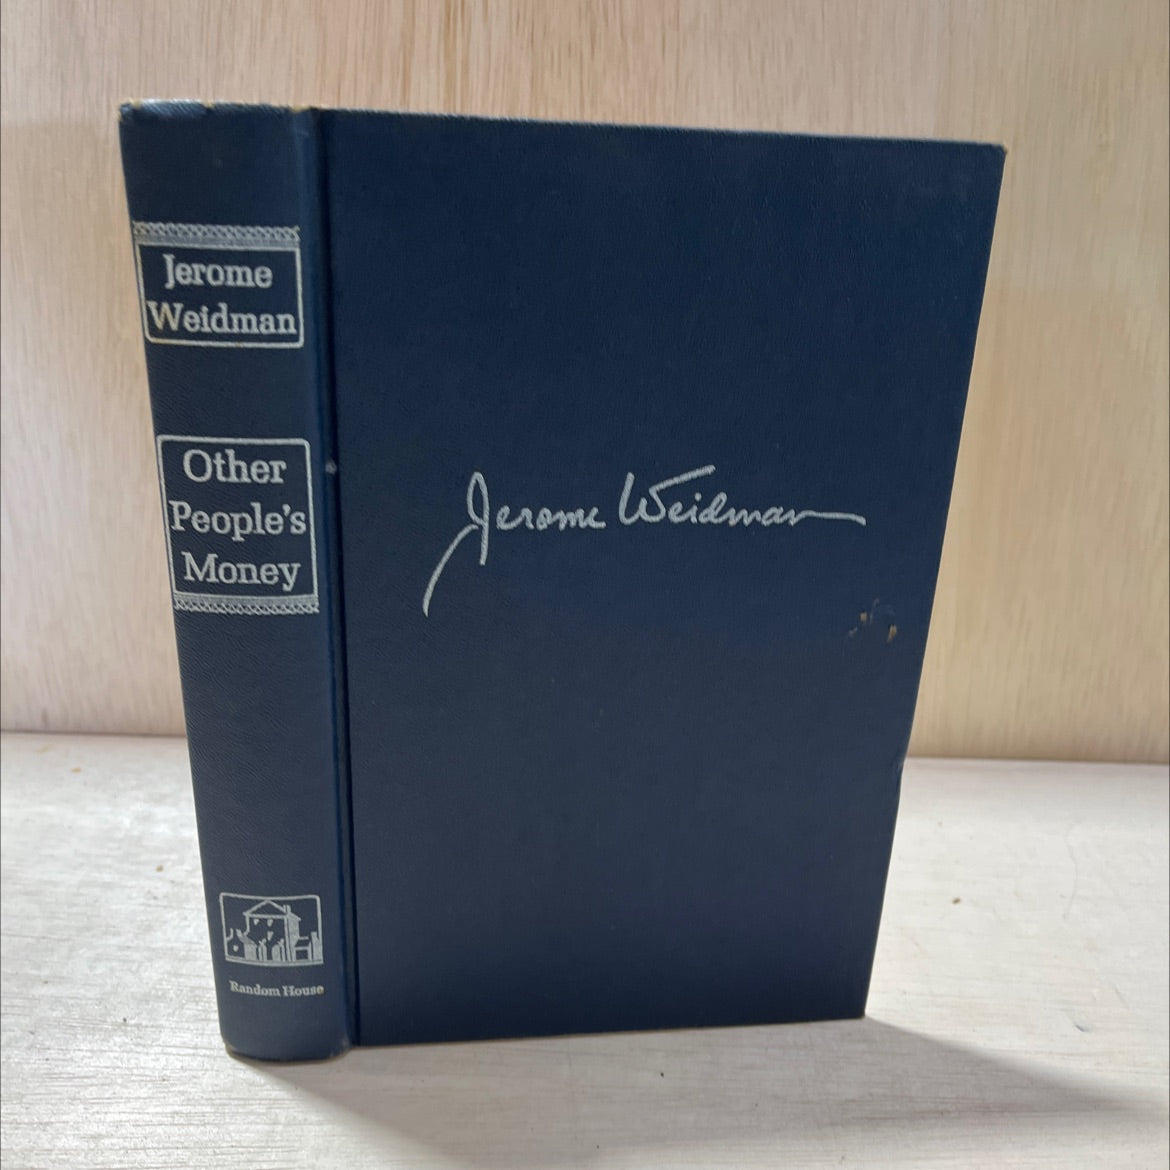 Jerome
Weidman
Other
People's
Money
Random House
Jerome Weidman